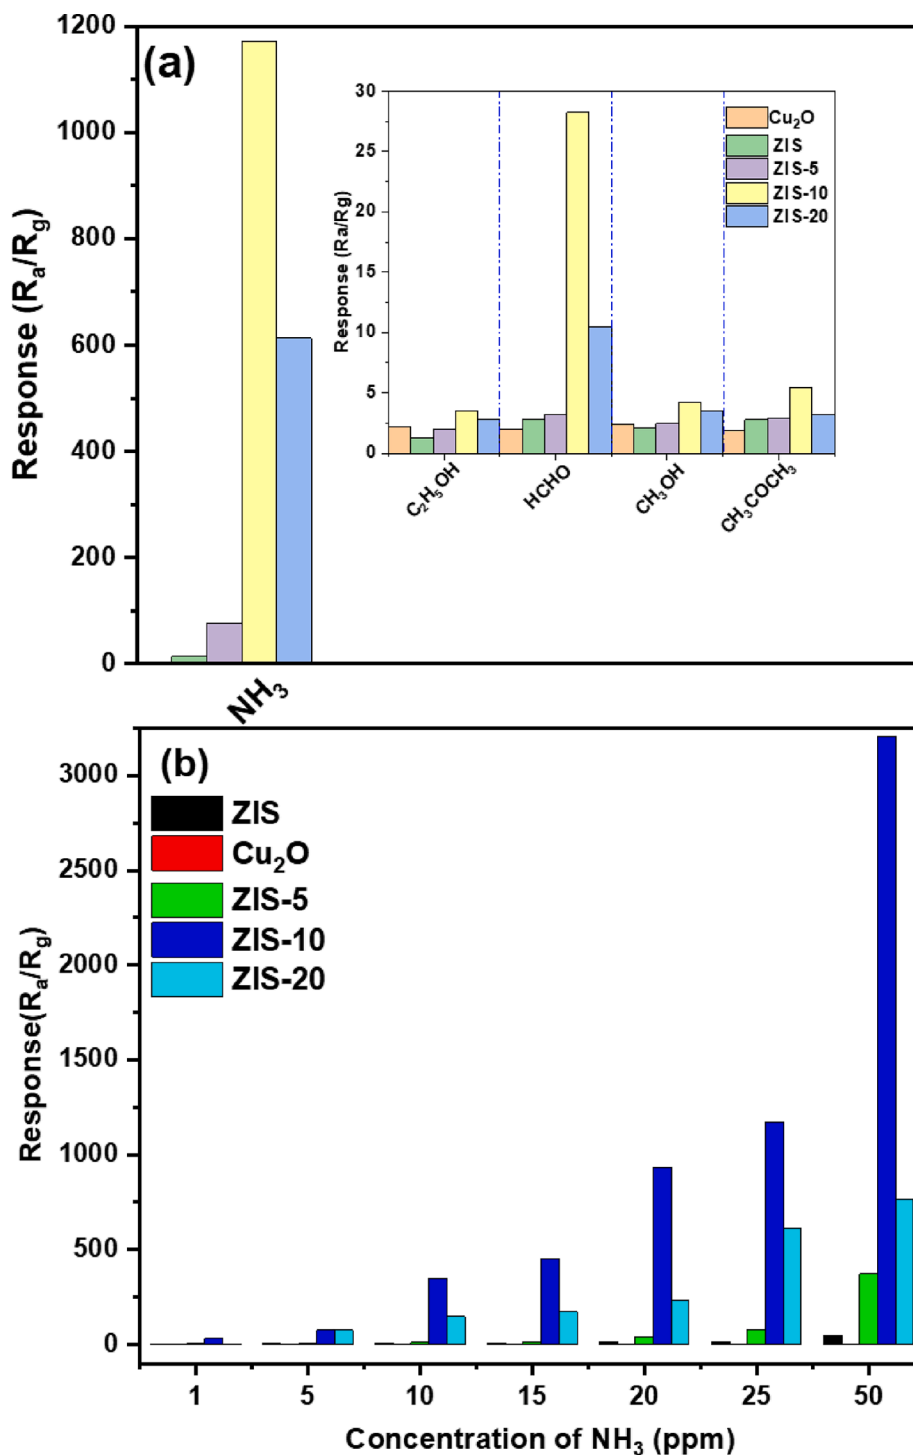 (a)
Response (Rₐ/R_g)
1200
1000
800
600
400
200
0
NH₃
Response (Ra/Rg)
30
25
20
15
10
5
0
Cu₂O
ZIS
ZIS-5
ZIS-10
ZIS-20
C₂H₅OH
HCHO
CH₃OH
CH₃COCH₃
(b)
Response(Rₐ/R_g)
3000
2500
2000
1500
1000
500
0
ZIS
Cu₂O
ZIS-5
ZIS-10
ZIS-20
1 5 10 15 20 25 50
Concentration of NH₃ (ppm)